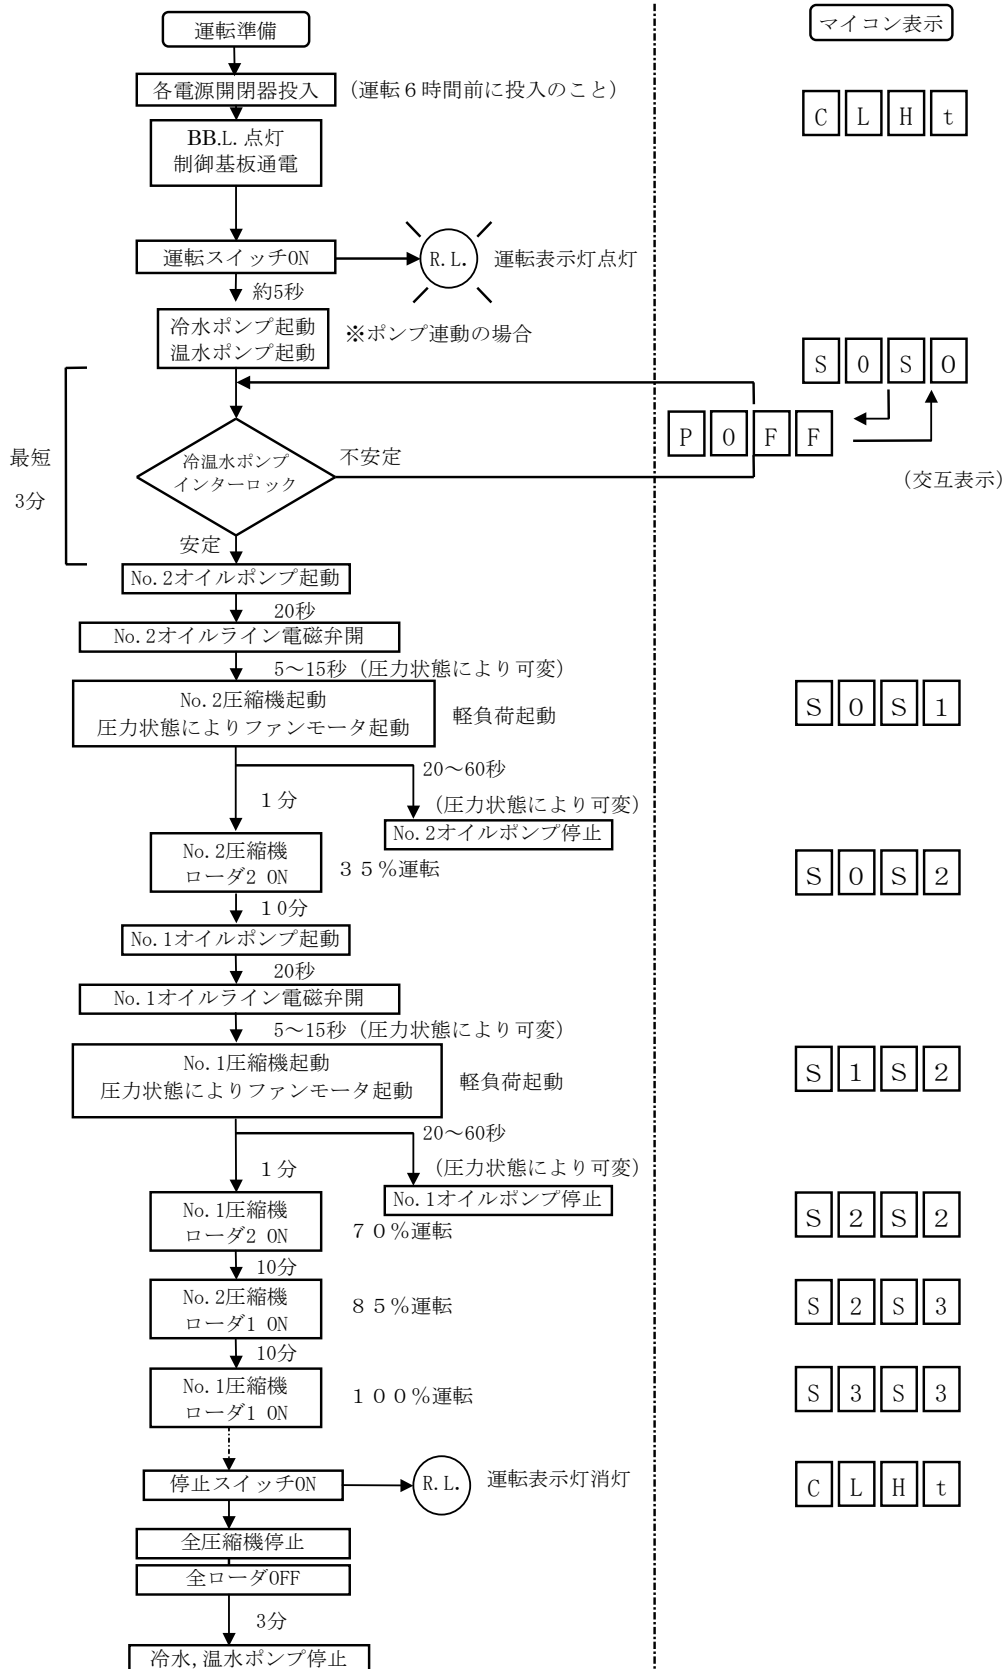 運転準備
マイコン表示
各電源開閉器投入 (運転6時間前に投入のこと)
C L H t
BB.L. 点灯
制御基板通電
運転スイッチON
R.L.
運転表示灯点灯
約5秒
冷水ポンプ起動
温水ポンプ起動
※ポンプ連動の場合
S 0 S 0
P 0 F F
(交互表示)
最短
3分
冷温水ポンプ
インターロック
不安定
安定
No.2オイルポンプ起動
20秒
No.2オイルライン電磁弁開
5～15秒 (圧力状態により可変)
No.2圧縮機起動
圧力状態によりファンモータ起動
軽負荷起動
S 0 S 1
20～60秒
(圧力状態により可変)
1分
No.2オイルポンプ停止
No.2圧縮機
ローダ2 ON
35%運転
S 0 S 2
10分
No.1オイルポンプ起動
20秒
No.1オイルライン電磁弁開
5～15秒 (圧力状態により可変)
No.1圧縮機起動
圧力状態によりファンモータ起動
軽負荷起動
S 1 S 2
20～60秒
(圧力状態により可変)
1分
No.1オイルポンプ停止
No.1圧縮機
ローダ2 ON
70%運転
S 2 S 2
10分
No.2圧縮機
ローダ1 ON
85%運転
S 2 S 3
10分
No.1圧縮機
ローダ1 ON
100%運転
S 3 S 3
停止スイッチON
R.L.
運転表示灯消灯
C L H t
全圧縮機停止
全ローダOFF
3分
冷水,温水ポンプ停止